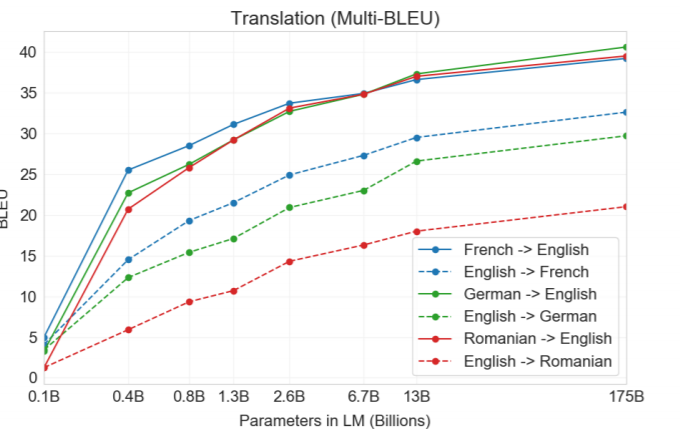 Translation (Multi-BLEU)
40
35
30
25
20
15
10
5
0
BLEU
0.1B 0.4B 0.8B 1.3B 2.6B 6.7B 13B 175B
Parameters in LM (Billions)
French -> English
English -> French
German -> English
English -> German
Romanian -> English
English -> Romanian